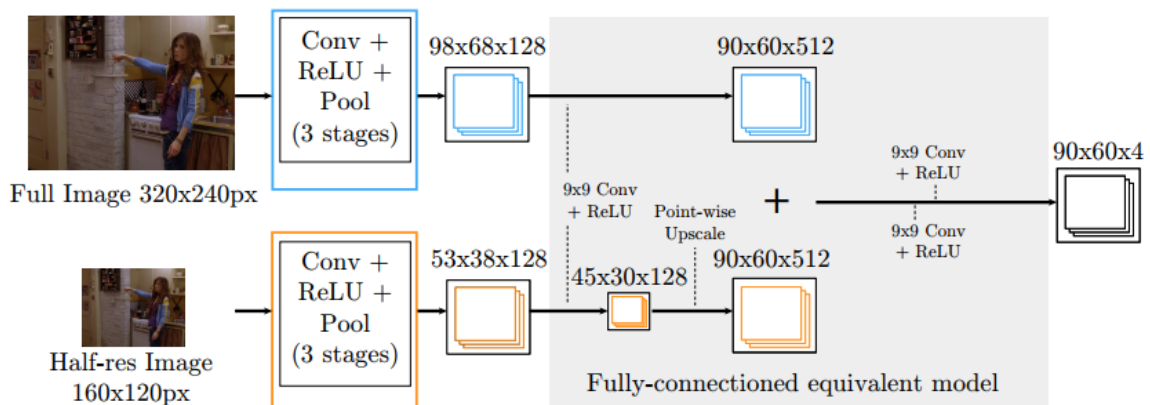 Conv +
ReLU +
Pool
(3 stages)
98x68x128
90x60x512
Full Image 320x240px
9x9 Conv
+ ReLU
Point-wise
Upscale
+
9x9 Conv
+ ReLU
9x9 Conv
+ ReLU
90x60x4
Conv +
ReLU +
Pool
(3 stages)
53x38x128
45x30x128
90x60x512
Half-res Image
160x120px
Fully-connectioned equivalent model